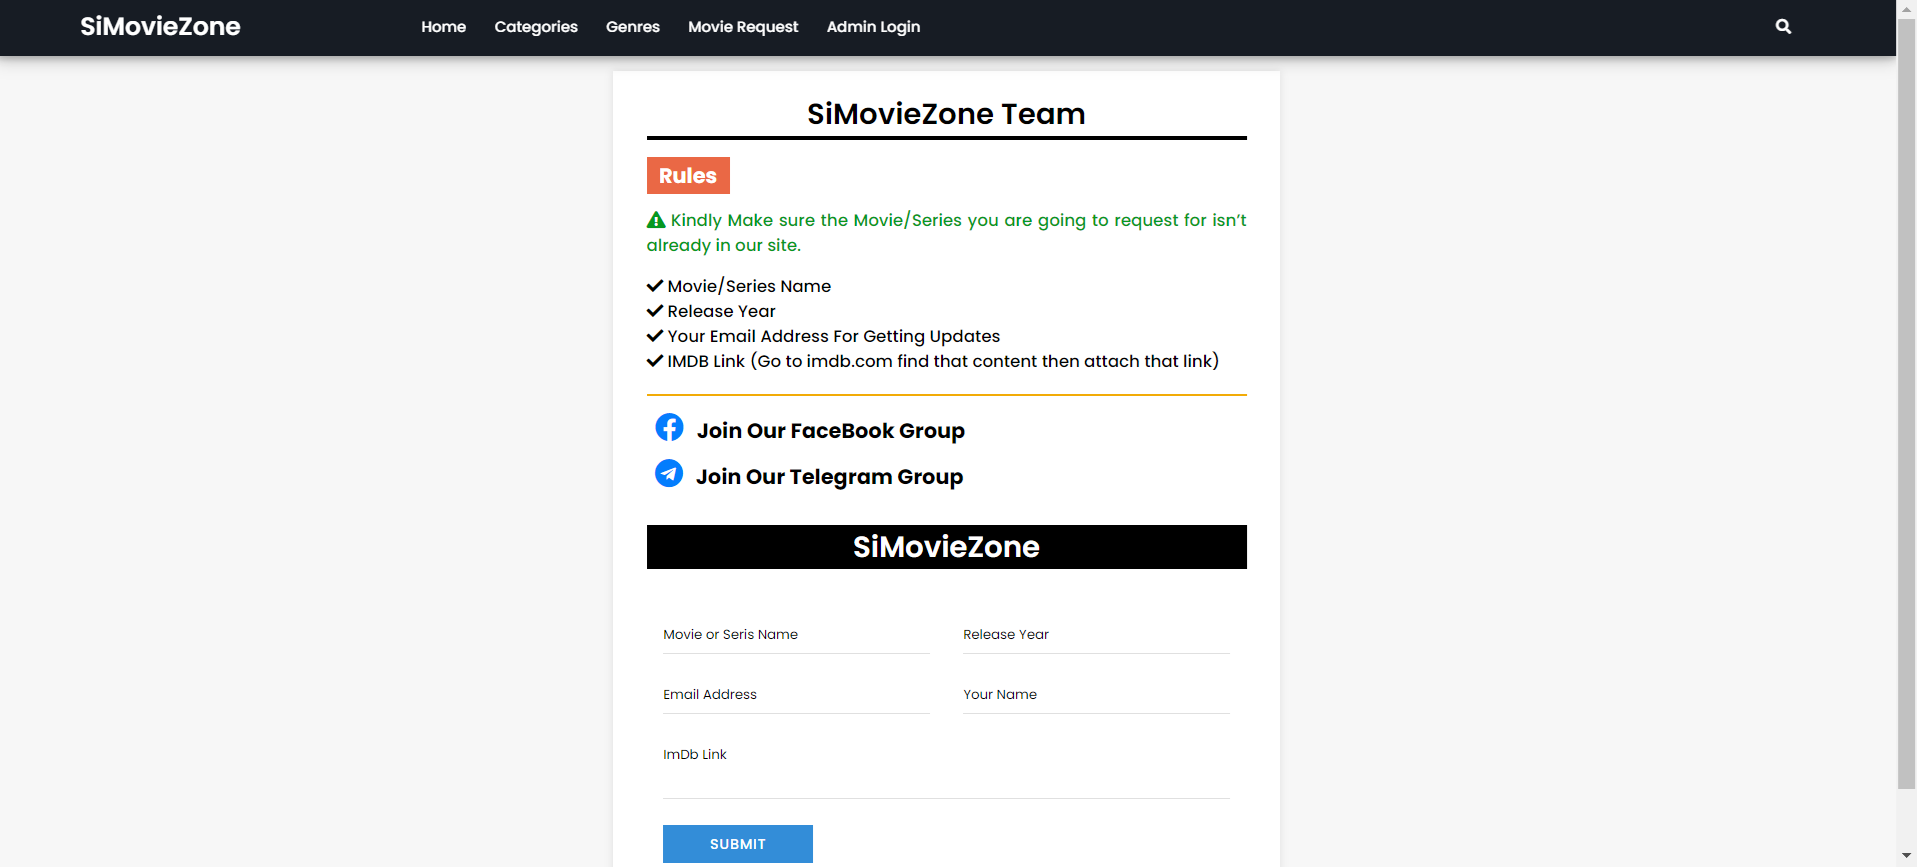 SiMovieZone Home Categories Genres Movie Request Admin Login
SiMovieZone Team
Rules
Kindly Make sure the Movie/Series you are going to request for isn’t
already in our site.
Movie/Series Name
Release Year
Your Email Address For Getting Updates
IMDB Link (Go to imdb.com find that content then attach that link)
Join Our FaceBook Group
Join Our Telegram Group
SiMovieZone
Movie or Seris Name Release Year
Email Address Your Name
ImDb Link
SUBMIT